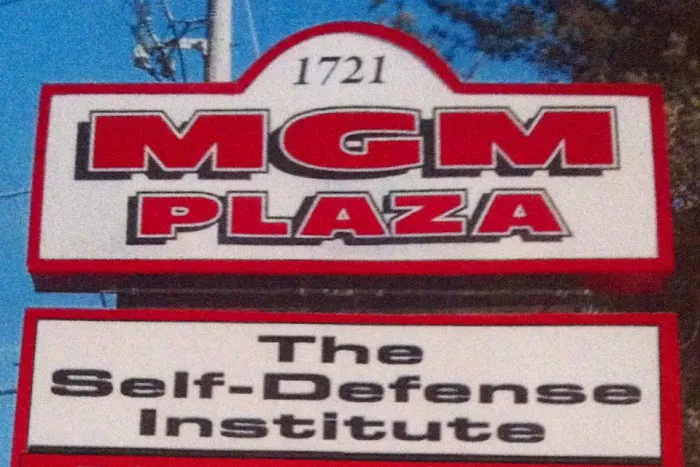 1721
MGM
PLAZA
The
Self-Defense
Institute